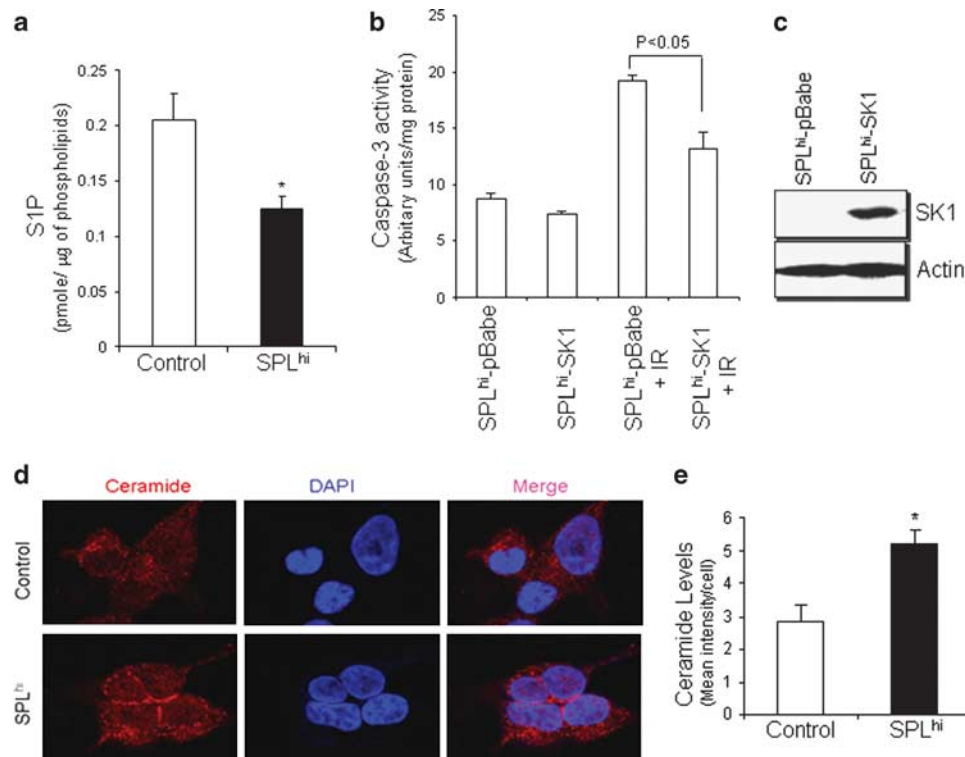 a
S1P
(pmole/ µg of phospholipids)
0.25
0.2
0.15
0.1
0.05
0
*
Control
SPLhi
b
Caspase-3 activity
(Arbitary units/mg protein)
25
20
15
10
5
0
P<0.05
SPLhi-pBabe
SPLhi-SK1
SPLhi-pBabe
+ IR
SPLhi-SK1
+ IR
c
SPLhi-pBabe
SPLhi-SK1
SK1
Actin
d
Ceramide
DAPI
Merge
Control
SPLhi
e
Ceramide Levels
(Mean intensity/cell)
6
5
4
3
2
1
0
*
Control
SPLhi